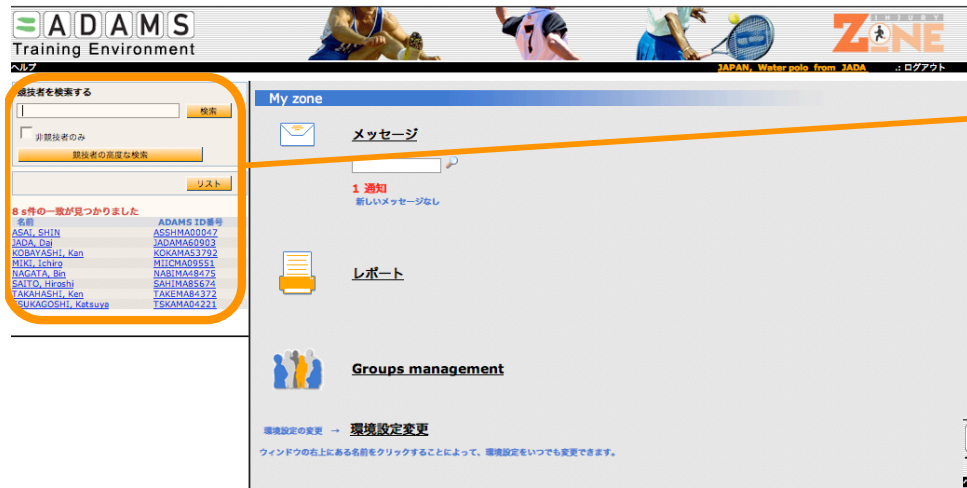 ADAMS
Training Environment
INJURY
ZONE
ヘルプ
JAPAN, Water polo from JADA .: ログアウト
競技者を検索する
検索
非競技者のみ
競技者の高度な検索
リスト
8 s件の一致が見つかりました
名前 ADAMS ID番号
ASAI, SHIN ASSHMA00047
JADA, Dai JADAMA60903
KOBAYASHI, Kan KOKAMA53792
MIKI, Ichiro MIICMA09551
NAGATA, Bin NABIMA48475
SAITO, Hiroshi SAHIMA85674
TAKAHASHI, Ken TAKEMA84372
TSUKAGOSHI, Katsuya TSKAMA04221
My zone
メッセージ
1 通知
新しいメッセージなし
レポート
Groups management
環境設定の変更 → 環境設定変更
ウィンドウの右上にある名前をクリックすることによって、環境設定をいつでも変更できます。